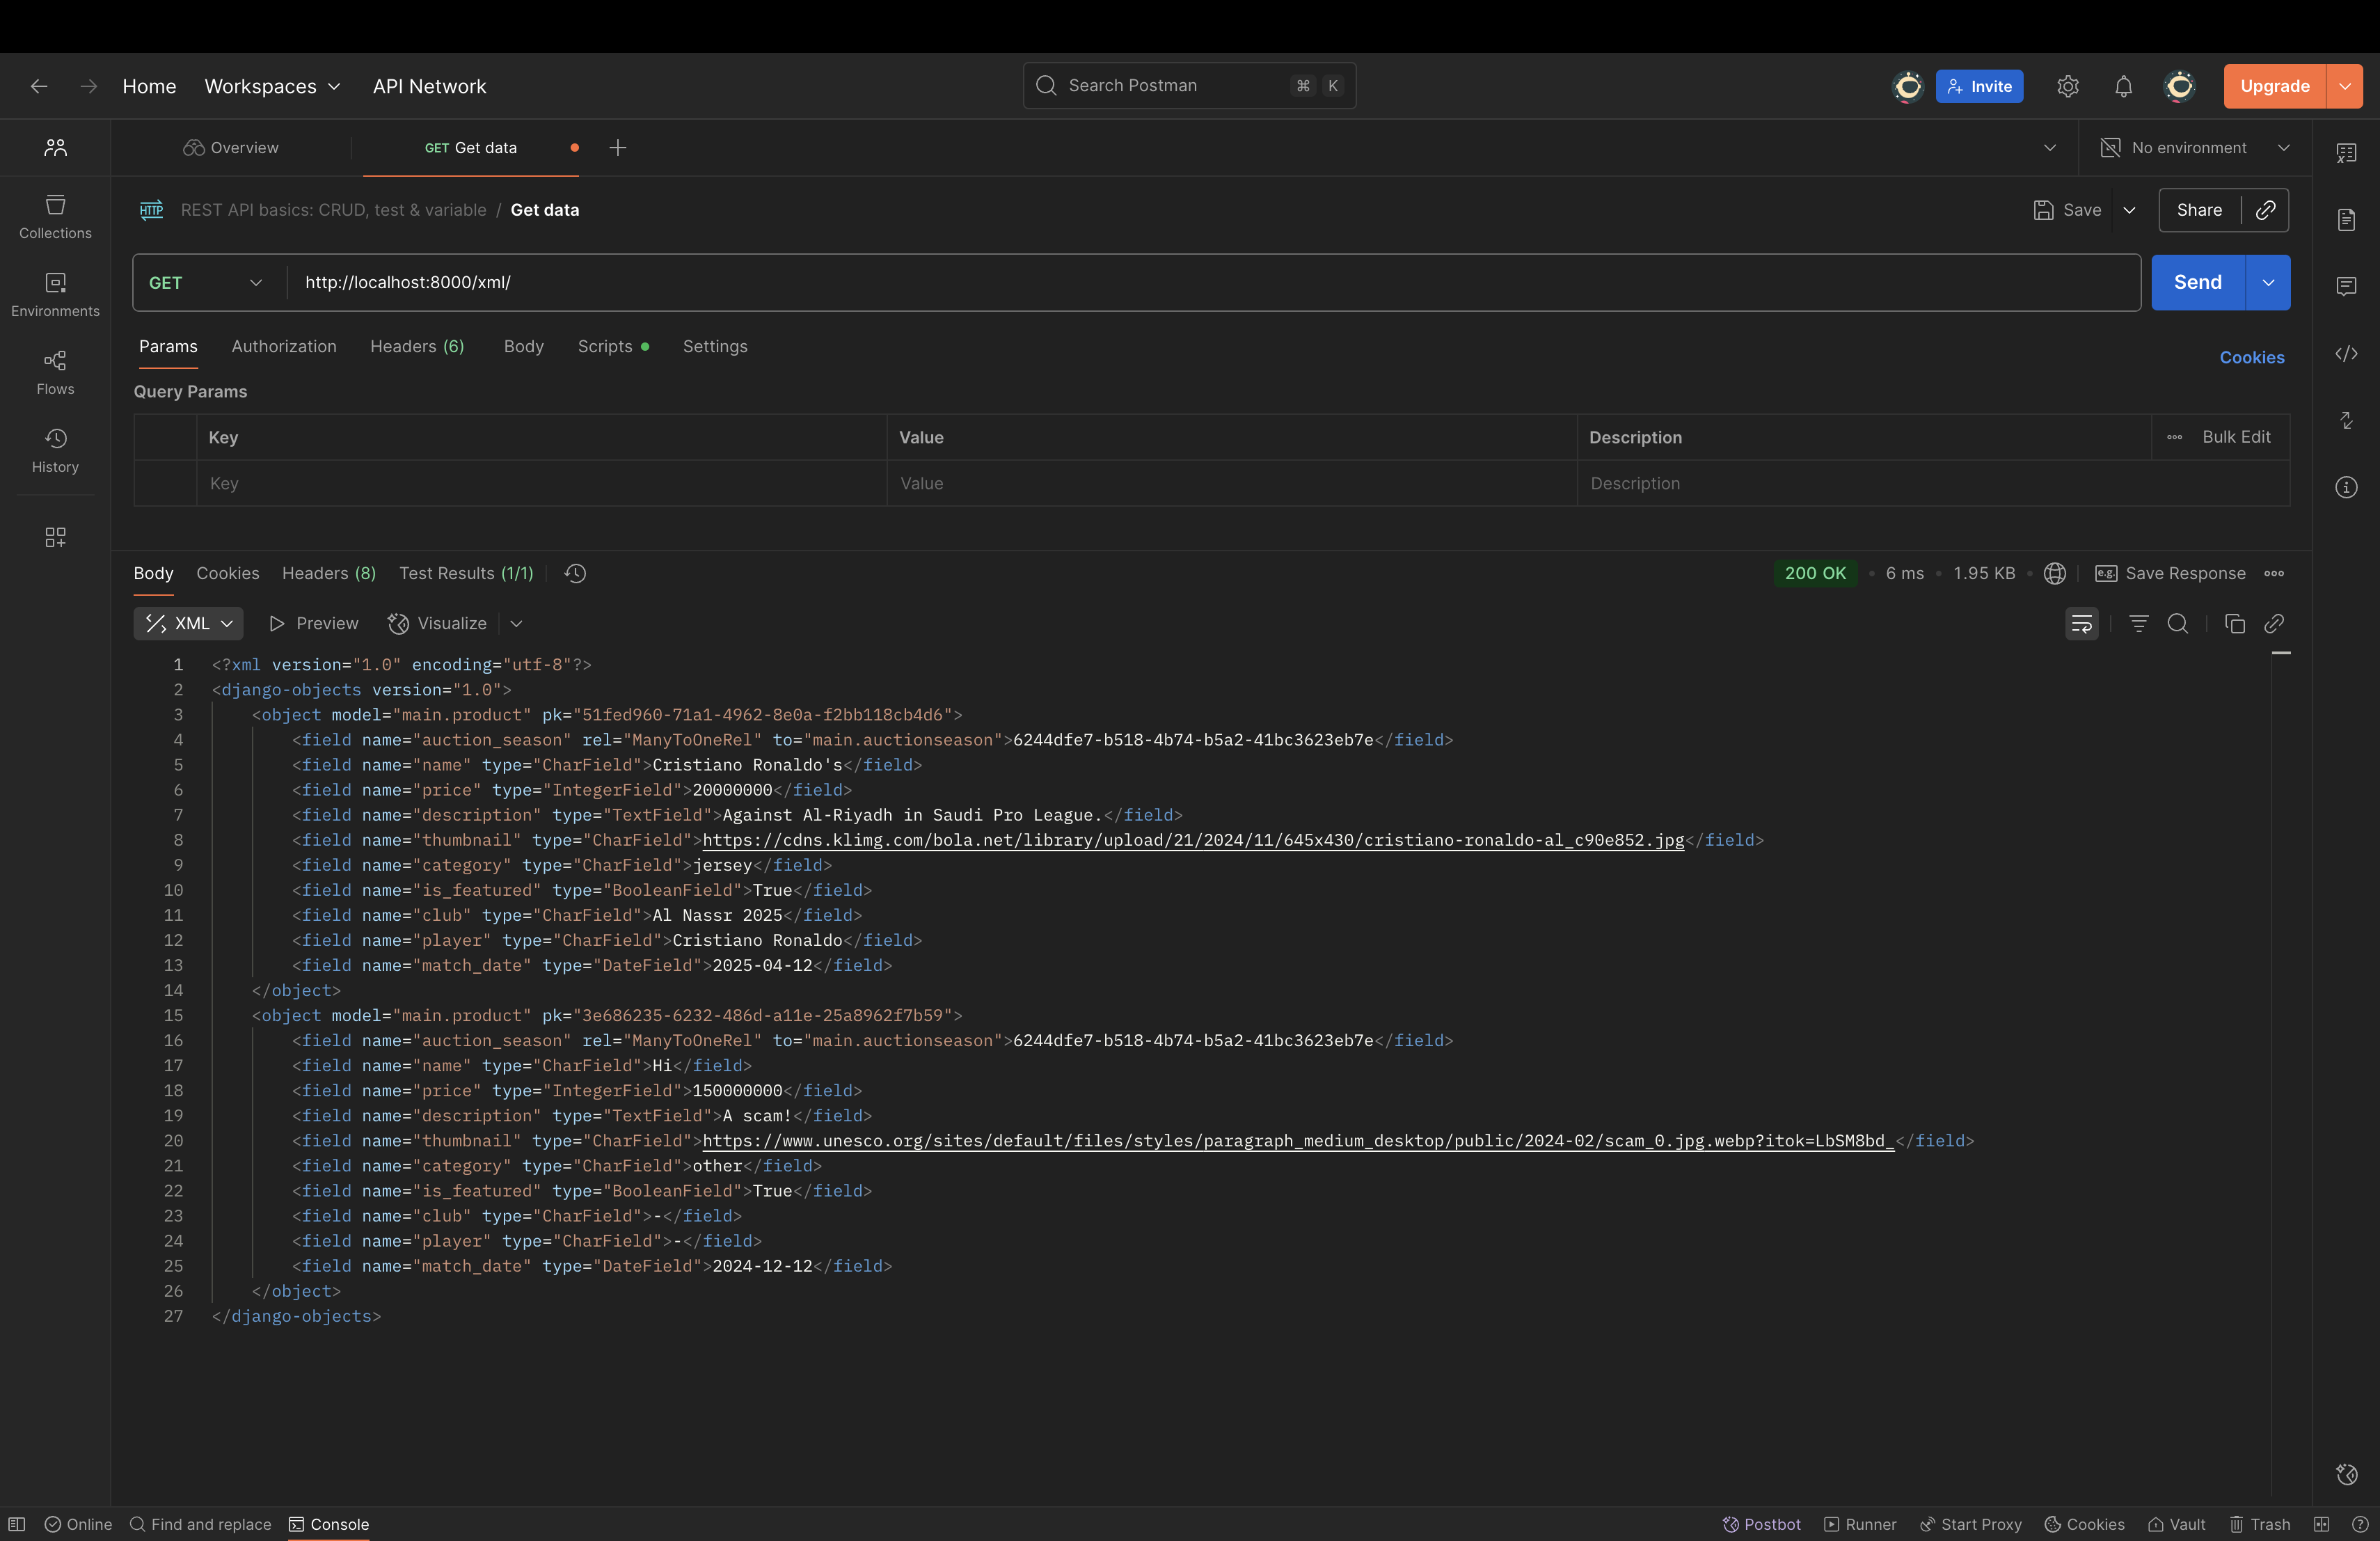 Home Workspaces API Network Search Postman ⌘ K Invite Upgrade
Overview GET Get data No environment
HTTP REST API basics: CRUD, test & variable / Get data Save Share
GET http://localhost:8000/xml/ Send
Params Authorization Headers (6) Body Scripts Settings Cookies
Query Params
Key Value Description Bulk Edit
Key Value Description
Collections
Environments
Flows
History
Body Cookies Headers (8) Test Results (1/1) 200 OK 6 ms 1.95 KB e.g. Save Response
XML Preview Visualize
1 <?xml version="1.0" encoding="utf-8"?>
2 <django-objects version="1.0">
3 <object model="main.product" pk="51fed960-71a1-4962-8e0a-f2bb118cb4d6">
4 <field name="auction_season" rel="ManyToOneRel" to="main.auctionseason">6244dfe7-b518-4b74-b5a2-41bc3623eb7e</field>
5 <field name="name" type="CharField">Cristiano Ronaldo's</field>
6 <field name="price" type="IntegerField">20000000</field>
7 <field name="description" type="TextField">Against Al-Riyadh in Saudi Pro League.</field>
8 <field name="thumbnail" type="CharField">https://cdns.klimg.com/bola.net/library/upload/21/2024/11/645x430/cristiano-ronaldo-al_c90e852.jpg</field>
9 <field name="category" type="CharField">jersey</field>
10 <field name="is_featured" type="BooleanField">True</field>
11 <field name="club" type="CharField">Al Nassr 2025</field>
12 <field name="player" type="CharField">Cristiano Ronaldo</field>
13 <field name="match_date" type="DateField">2025-04-12</field>
14 </object>
15 <object model="main.product" pk="3e686235-6232-486d-a11e-25a8962f7b59">
16 <field name="auction_season" rel="ManyToOneRel" to="main.auctionseason">6244dfe7-b518-4b74-b5a2-41bc3623eb7e</field>
17 <field name="name" type="CharField">Hi</field>
18 <field name="price" type="IntegerField">150000000</field>
19 <field name="description" type="TextField">A scam!</field>
20 <field name="thumbnail" type="CharField">https://www.unesco.org/sites/default/files/styles/paragraph_medium_desktop/public/2024-02/scam_0.jpg.webp?itok=LbSM8bd_</field>
21 <field name="category" type="CharField">other</field>
22 <field name="is_featured" type="BooleanField">True</field>
23 <field name="club" type="CharField">-</field>
24 <field name="player" type="CharField">-</field>
25 <field name="match_date" type="DateField">2024-12-12</field>
26 </object>
27 </django-objects>
Online Find and replace Console Postbot Runner Start Proxy Cookies Vault Trash